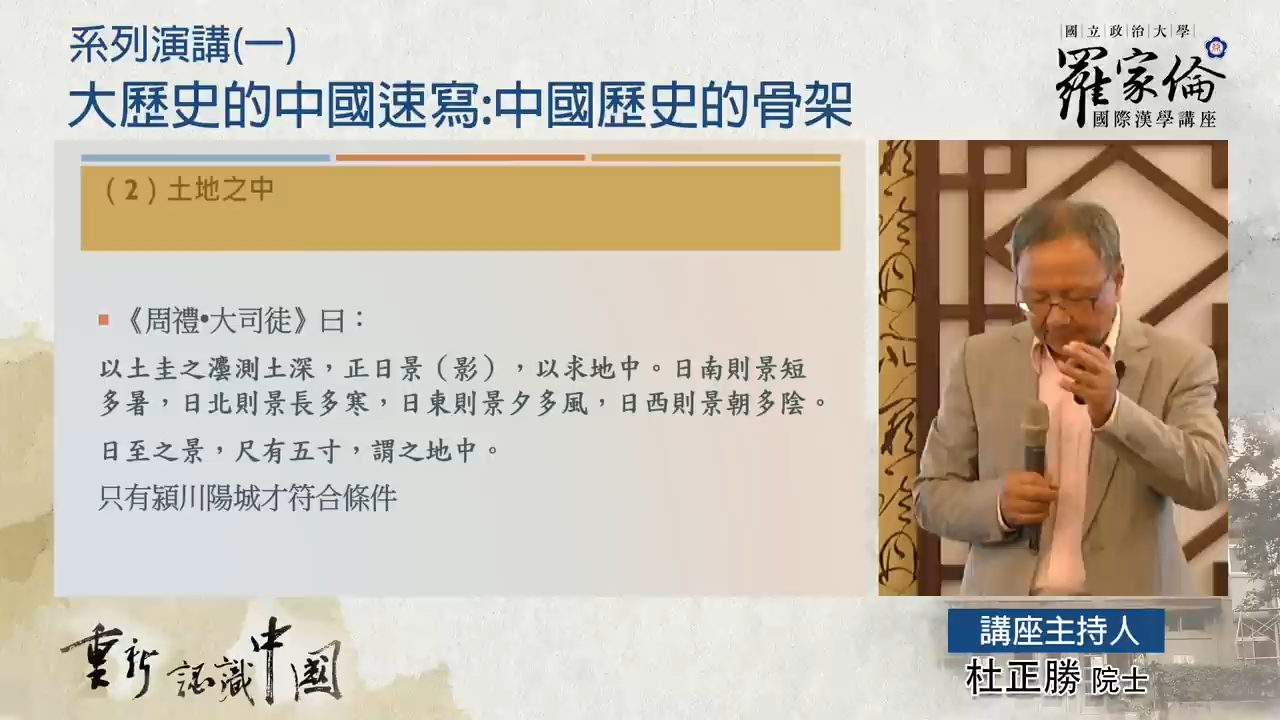 系列演講(一)
大歷史的中國速寫:中國歷史的骨架
國立政治大學
羅家倫
國際漢學講座
（2）土地之中
《周禮•大司徒》曰：
以土圭之灋測土深，正日景（影），以求地中。日南則景短
多暑，日北則景長多寒，日東則景夕多風，日西則景朝多陰。
日至之景，尺有五寸，謂之地中。
只有潁川陽城才符合條件
重新認識中國
講座主持人
杜正勝 院士